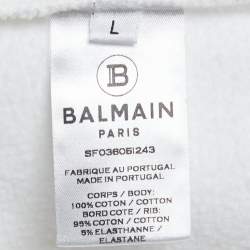 L
B
BALMAIN
PARIS
SF036051243
FABRIQUE AU PORTUGAL
MADE IN PORTUGAL
CORPS / BODY:
100% COTON / COTTON
BORD COTE / RIB:
95% COTON / COTTON
5% ELASTHANNE /
ELASTANE